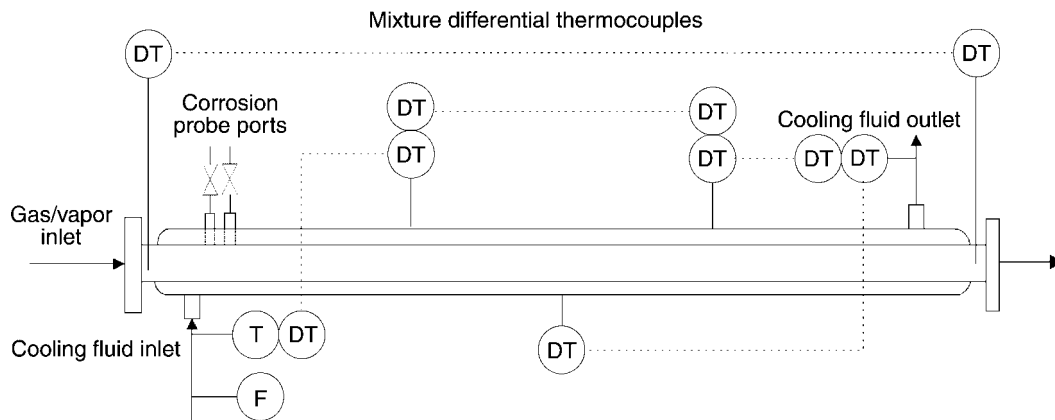 Mixture differential thermocouples
DT
DT
Corrosion
probe ports
DT
DT
DT
DT
Cooling fluid outlet
DT
DT
Gas/vapor
inlet
Cooling fluid inlet
T
DT
DT
F